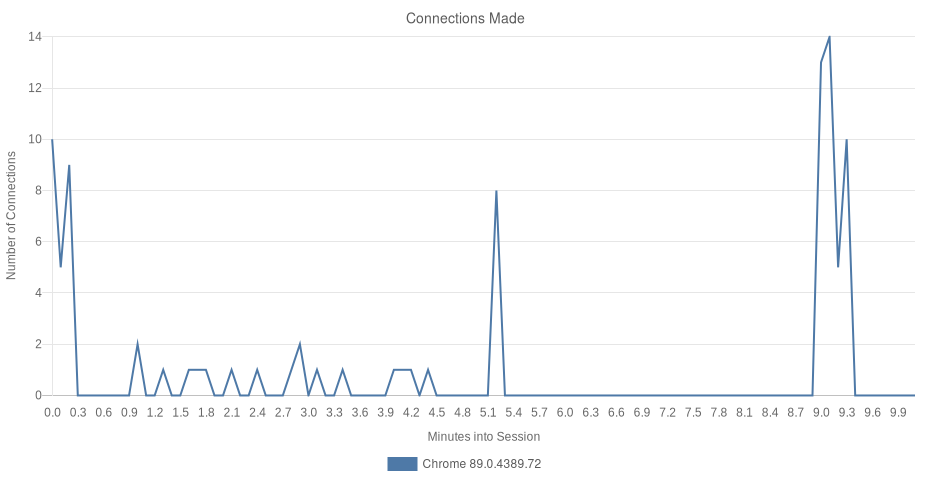 Connections Made
Number of Connections
14
12
10
8
6
4
2
0
0.0 0.3 0.6 0.9 1.2 1.5 1.8 2.1 2.4 2.7 3.0 3.3 3.6 3.9 4.2 4.5 4.8 5.1 5.4 5.7 6.0 6.3 6.6 6.9 7.2 7.5 7.8 8.1 8.4 8.7 9.0 9.3 9.6 9.9
Minutes into Session
Chrome 89.0.4389.72